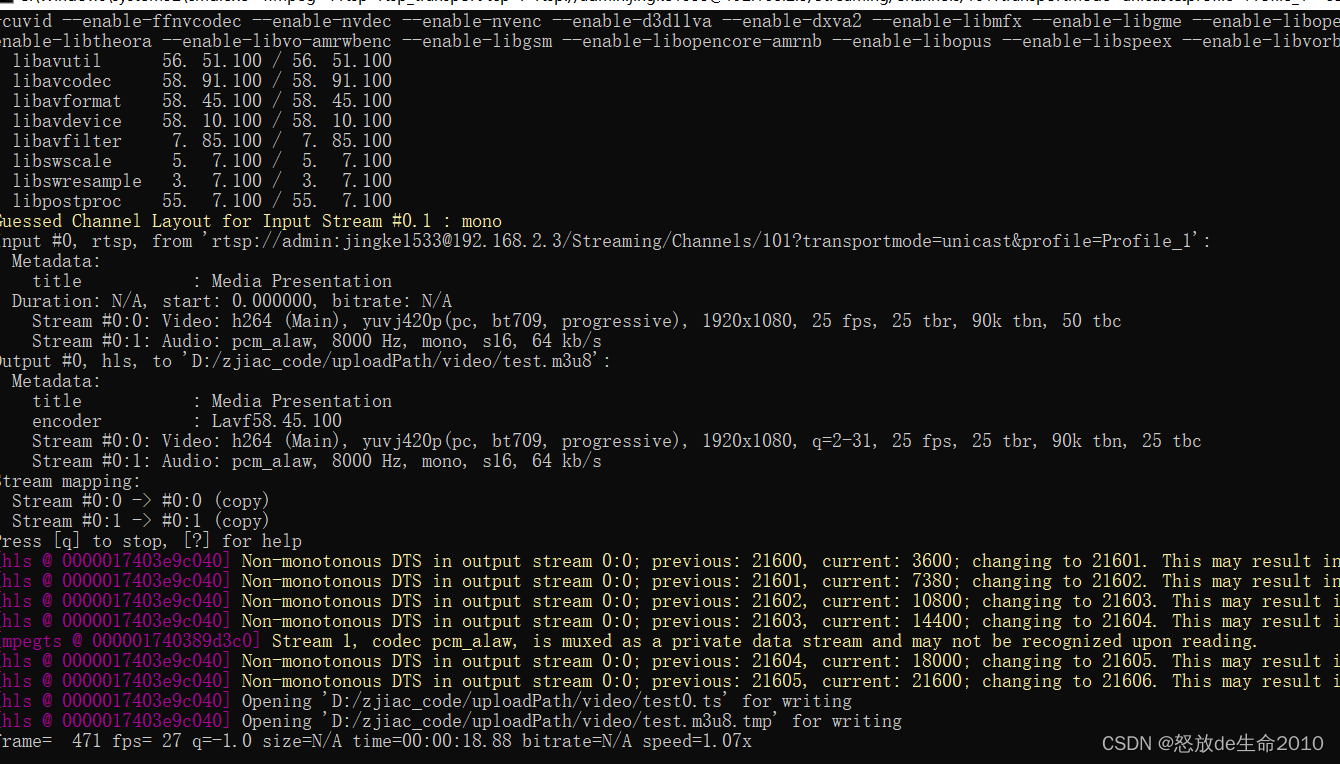 -cuvid --enable-ffnvcodec --enable-nvdec --enable-nvenc --enable-d3d11va --enable-dxva2 --enable-libmfx --enable-libgme --enable-libope
enable-libtheora --enable-libvo-amrwbenc --enable-libgsm --enable-libopencore-amrnb --enable-libopus --enable-libspeex --enable-libvorb
libavutil 56. 51.100 / 56. 51.100
libavcodec 58. 91.100 / 58. 91.100
libavformat 58. 45.100 / 58. 45.100
libavdevice 58. 10.100 / 58. 10.100
libavfilter 7. 85.100 / 7. 85.100
libswscale 5. 7.100 / 5. 7.100
libswresample 3. 7.100 / 3. 7.100
libpostproc 55. 7.100 / 55. 7.100
Guessed Channel Layout for Input Stream #0.1 : mono
Input #0, rtsp, from 'rtsp://admin:jingke1533@192.168.2.3/Streaming/Channels/101?transportmode=unicast&profile=Profile_1':
Metadata:
title : Media Presentation
Duration: N/A, start: 0.000000, bitrate: N/A
Stream #0:0: Video: h264 (Main), yuvj420p(pc, bt709, progressive), 1920x1080, 25 fps, 25 tbr, 90k tbn, 50 tbc
Stream #0:1: Audio: pcm_alaw, 8000 Hz, mono, s16, 64 kb/s
Output #0, hls, to 'D:/zjiac_code/uploadPath/video/test.m3u8':
Metadata:
title : Media Presentation
encoder : Lavf58.45.100
Stream #0:0: Video: h264 (Main), yuvj420p(pc, bt709, progressive), 1920x1080, q=2-31, 25 fps, 25 tbr, 90k tbn, 25 tbc
Stream #0:1: Audio: pcm_alaw, 8000 Hz, mono, s16, 64 kb/s
Stream mapping:
Stream #0:0 -> #0:0 (copy)
Stream #0:1 -> #0:1 (copy)
Press [q] to stop, [?] for help
[hls @ 0000017403e9c040] Non-monotonous DTS in output stream 0:0; previous: 21600, current: 3600; changing to 21601. This may result in
[hls @ 0000017403e9c040] Non-monotonous DTS in output stream 0:0; previous: 21601, current: 7380; changing to 21602. This may result in
[hls @ 0000017403e9c040] Non-monotonous DTS in output stream 0:0; previous: 21602, current: 10800; changing to 21603. This may result i
[hls @ 0000017403e9c040] Non-monotonous DTS in output stream 0:0; previous: 21603, current: 14400; changing to 21604. This may result i
[mpegts @ 000001740389d3c0] Stream 1, codec pcm_alaw, is muxed as a private data stream and may not be recognized upon reading.
[hls @ 0000017403e9c040] Non-monotonous DTS in output stream 0:0; previous: 21604, current: 18000; changing to 21605. This may result i
[hls @ 0000017403e9c040] Non-monotonous DTS in output stream 0:0; previous: 21605, current: 21600; changing to 21606. This may result i
[hls @ 0000017403e9c040] Opening 'D:/zjiac_code/uploadPath/video/test0.ts' for writing
[hls @ 0000017403e9c040] Opening 'D:/zjiac_code/uploadPath/video/test.m3u8.tmp' for writing
frame= 471 fps= 27 q=-1.0 size=N/A time=00:00:18.88 bitrate=N/A speed=1.07x
CSDN @怒放de生命2010